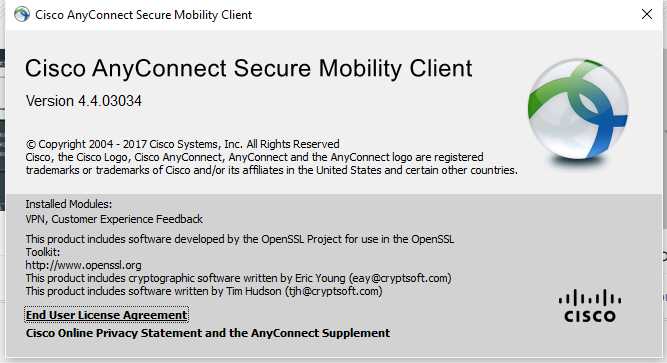 Cisco AnyConnect Secure Mobility Client
Cisco AnyConnect Secure Mobility Client
Version 4.4.03034
© Copyright 2004 - 2017 Cisco Systems, Inc. All Rights Reserved
Cisco, the Cisco Logo, Cisco AnyConnect, AnyConnect and the AnyConnect logo are registered
trademarks or trademarks of Cisco and/or its affiliates in the United States and certain other countries.
Installed Modules:
VPN, Customer Experience Feedback
This product includes software developed by the OpenSSL Project for use in the OpenSSL
Toolkit:
http://www.openssl.org
This product includes cryptographic software written by Eric Young (eay@cryptsoft.com)
This product includes software written by Tim Hudson (tjh@cryptsoft.com)
End User License Agreement
Cisco Online Privacy Statement and the AnyConnect Supplement
CISCO